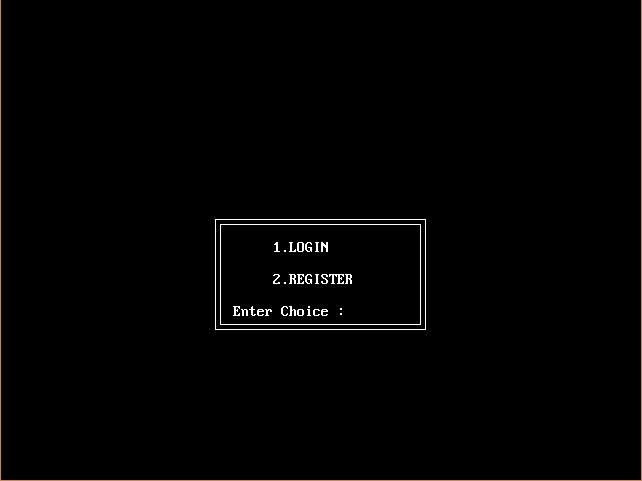 1.LOGIN
2.REGISTER
Enter Choice :